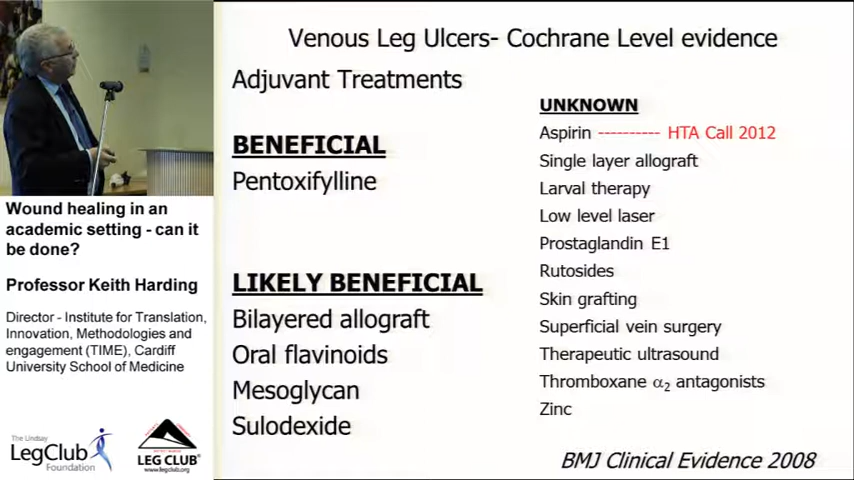 Venous Leg Ulcers- Cochrane Level evidence
Adjuvant Treatments
BENEFICIAL
Pentoxifylline
LIKELY BENEFICIAL
Bilayered allograft
Oral flavinoids
Mesoglycan
Sulodexide
UNKNOWN
Aspirin ---------- HTA Call 2012
Single layer allograft
Larval therapy
Low level laser
Prostaglandin E1
Rutosides
Skin grafting
Superficial vein surgery
Therapeutic ultrasound
Thromboxane α2 antagonists
Zinc
BMJ Clinical Evidence 2008
Wound healing in an
academic setting - can it
be done?
Professor Keith Harding
Director - Institute for Translation,
Innovation, Methodologies and
engagement (TIME), Cardiff
University School of Medicine
The Lindsay
LegClub
Foundation
LEG CLUB®
www.legclub.org